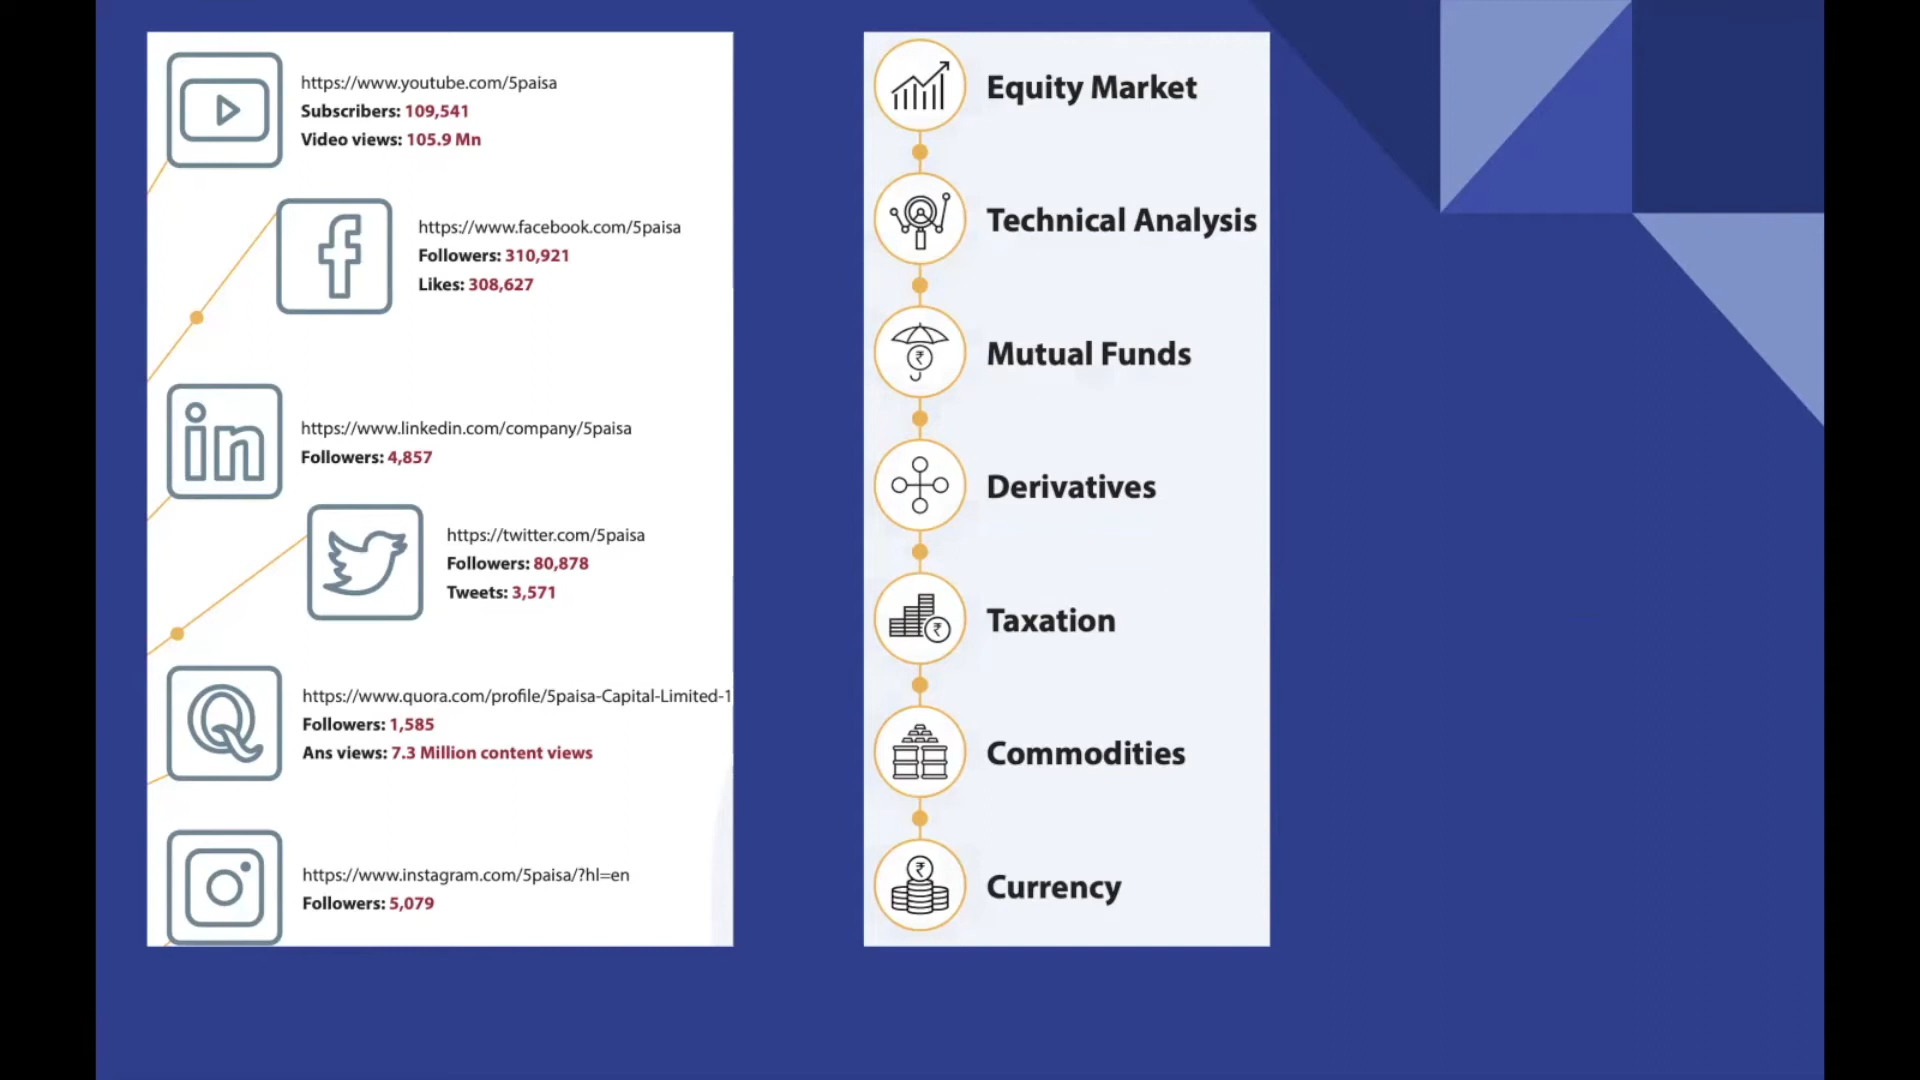 https://www.youtube.com/5paisa
Subscribers: 109,541
Video views: 105.9 Mn
https://www.facebook.com/5paisa
Followers: 310,921
Likes: 308,627
in
https://www.linkedin.com/company/5paisa
Followers: 4,857
https://twitter.com/5paisa
Followers: 80,878
Tweets: 3,571
https://www.quora.com/profile/5paisa-Capital-Limited-1
Followers: 1,585
Ans views: 7.3 Million content views
https://www.instagram.com/5paisa/?hl=en
Followers: 5,079
Equity Market
Technical Analysis
Mutual Funds
Derivatives
Taxation
Commodities
Currency